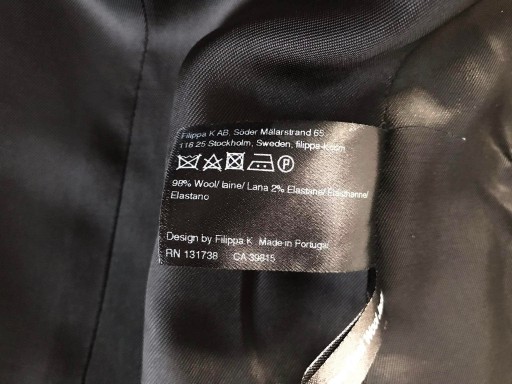 Filippa K AB. Söder Mälarstrand 65
118 25 Stockholm, Sweden, filippa-k.com
P
98% Wool/ laine/ Lana 2% Elastane/ Elasthanne/
Elastano
Design by Filippa K. Made in Portugal
RN 131738 CA 39615